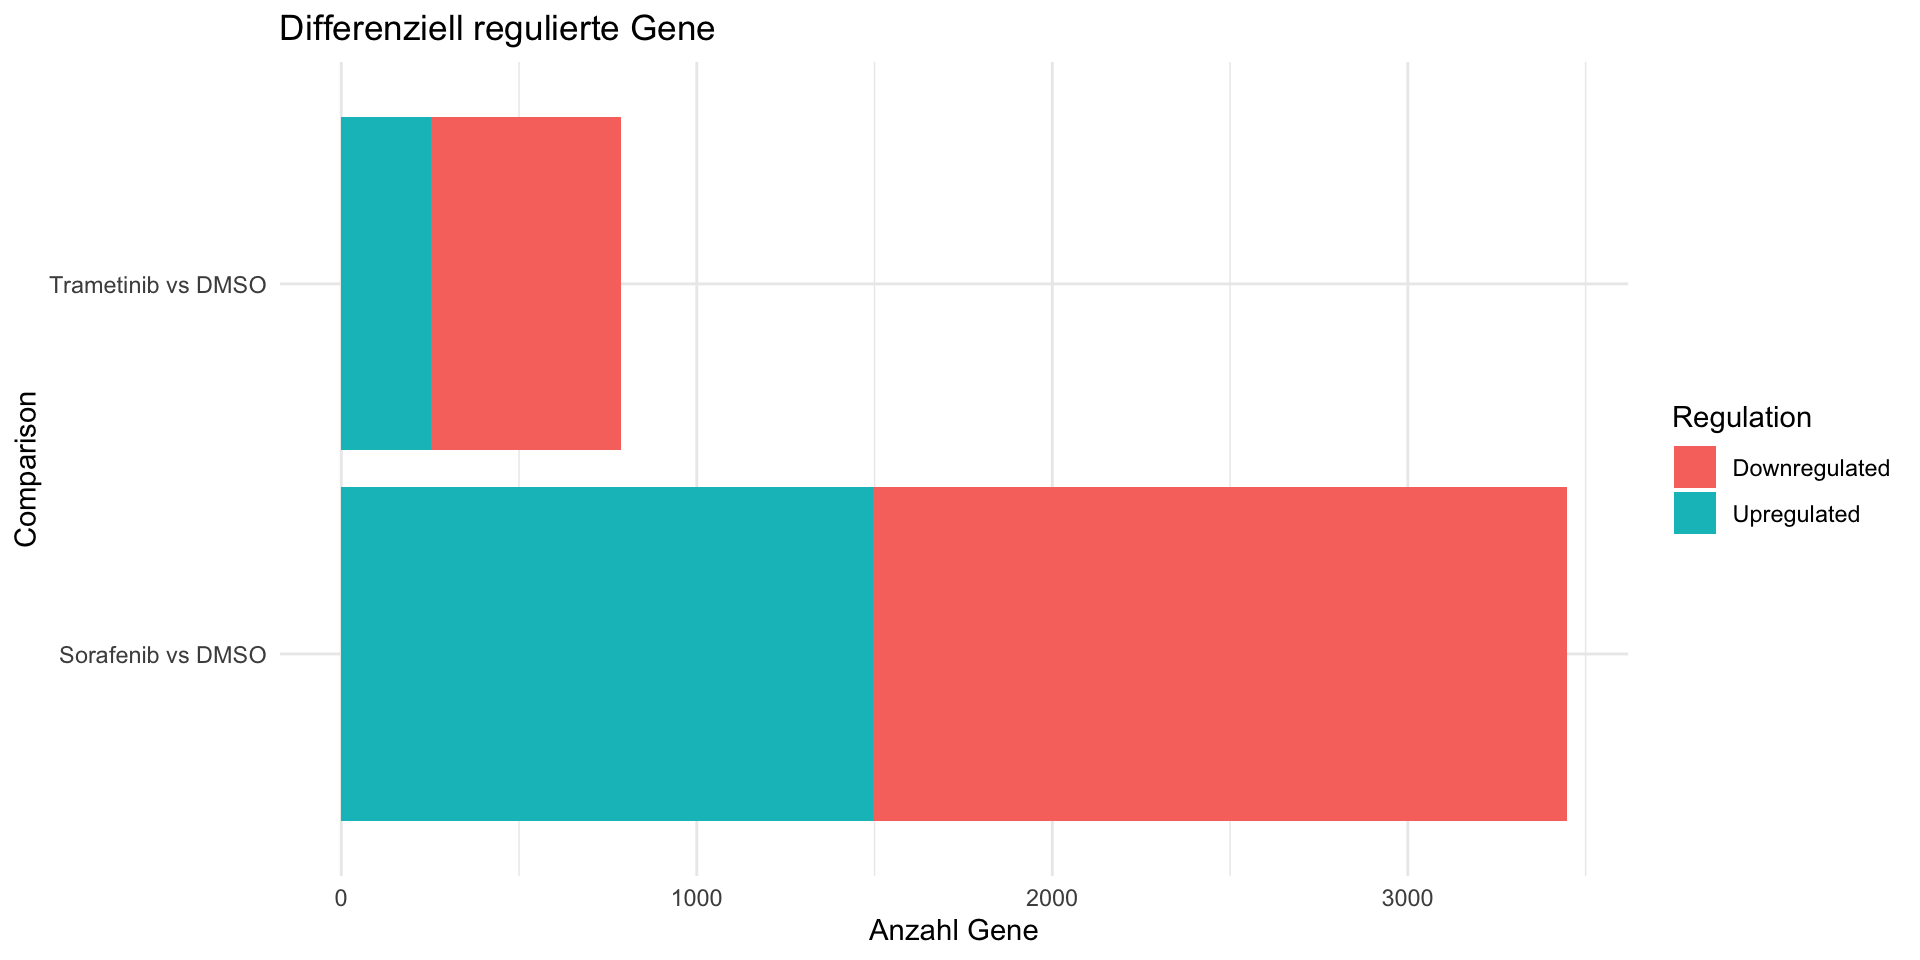 Differenziell regulierte Gene
Comparison
Trametinib vs DMSO
Sorafenib vs DMSO
0
1000
2000
3000
Anzahl Gene
Regulation
Downregulated
Upregulated